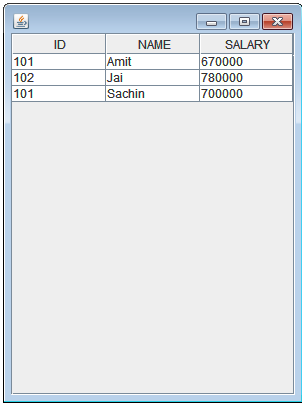 ID NAME SALARY
101 Amit 670000
102 Jai 780000
101 Sachin 700000